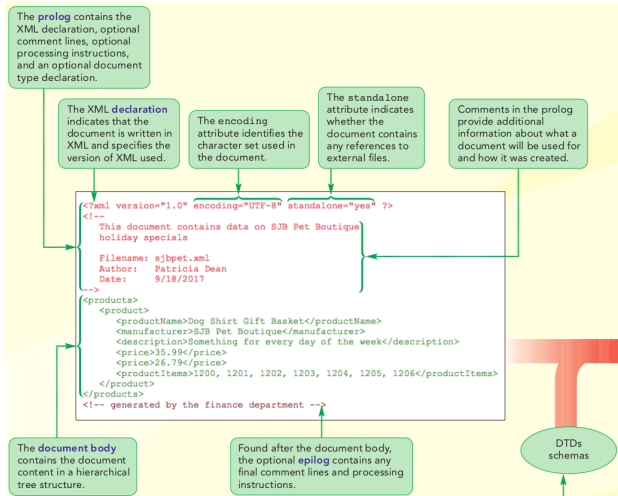 The prolog contains the
XML declaration, optional
comment lines, optional
processing instructions,
and an optional document
type declaration.
The XML declaration
indicates that the
document is written in
XML and specifies the
version of XML used.
The encoding
attribute identifies the
character set used in
the document.
The standalone
attribute indicates
whether the
document contains
any references to
external files.
Comments in the prolog
provide additional
information about what a
document will be used for
and how it was created.
<?xml version="1.0" encoding="UTF-8" standalone="yes" ?>
<!--
This document contains data on SJB Pet Boutique
holiday specials
Filename: sjbpet.xml
Author: Patricia Dean
Date: 9/18/2017
-->
<products>
<product>
<productName>Dog Shirt Gift Basket</productName>
<manufacturer>SJB Pet Boutique</manufacturer>
<description>Something for every day of the week</description>
<price>35.99</price>
<price>26.79</price>
<productItems>1200, 1201, 1202, 1203, 1204, 1205, 1206</productItems>
</product>
</products>
<!-- generated by the finance department -->
The document body
contains the document
content in a hierarchical
tree structure.
Found after the document body,
the optional epilog contains any
final comment lines and processing
instructions.
DTDs
schemas